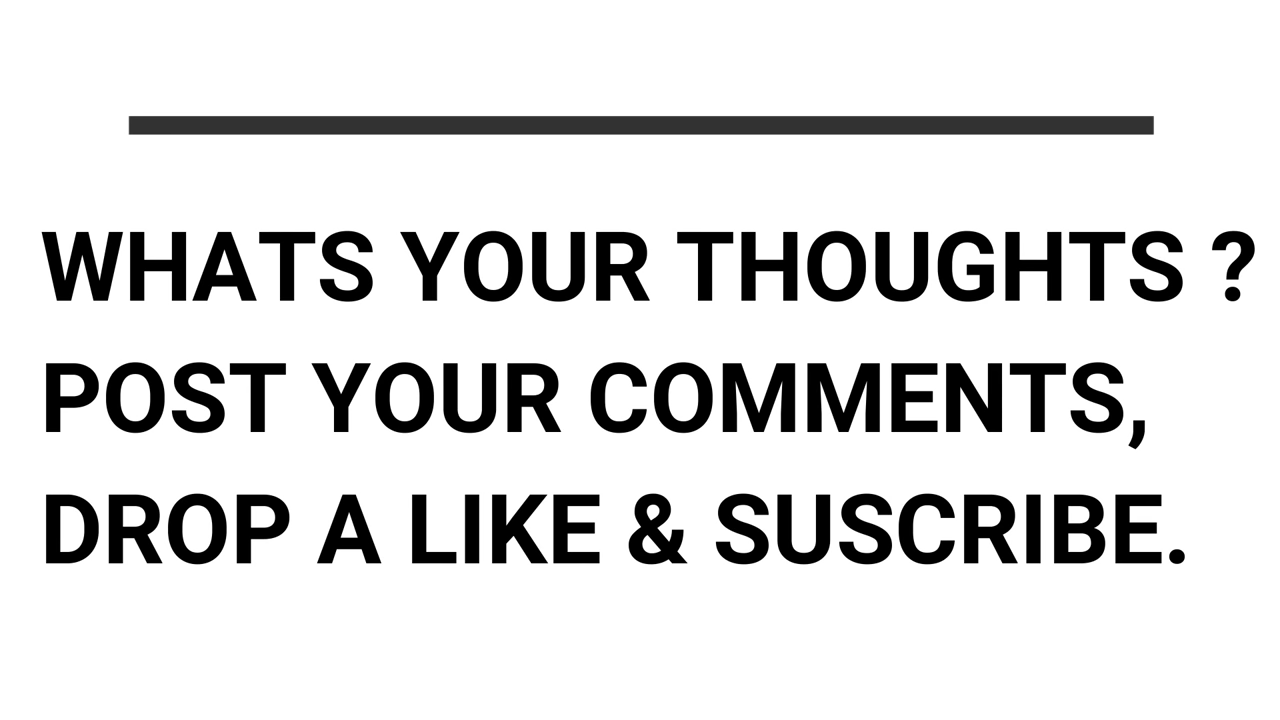 WHATS YOUR THOUGHTS ?
POST YOUR COMMENTS,
DROP A LIKE & SUSCRIBE.